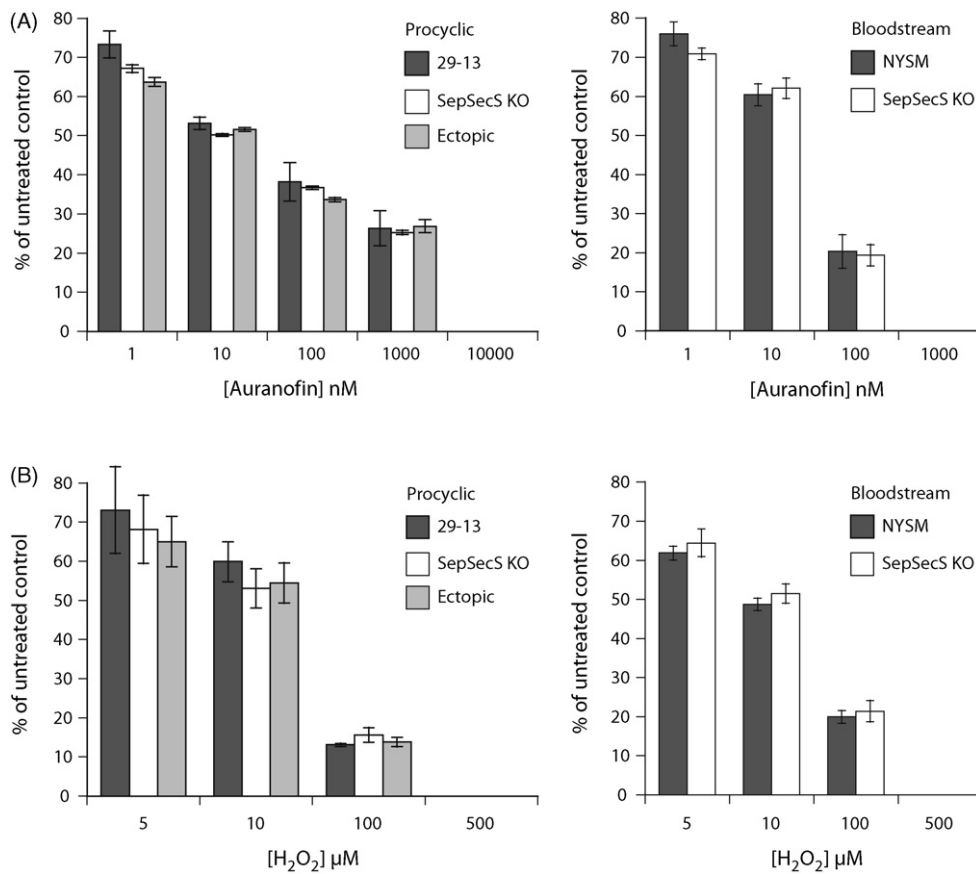 (A)
% of untreated control
80
70
60
50
40
30
20
10
0
1 10 100 1000 10000
[Auranofin] nM
Procyclic
29-13
SepSecS KO
Ectopic
% of untreated control
80
70
60
50
40
30
20
10
0
1 10 100 1000
[Auranofin] nM
Bloodstream
NYSM
SepSecS KO
(B)
% of untreated control
80
70
60
50
40
30
20
10
0
5 10 100 500
[H₂O₂] µM
Procyclic
29-13
SepSecS KO
Ectopic
% of untreated control
80
70
60
50
40
30
20
10
0
5 10 100 500
[H₂O₂] µM
Bloodstream
NYSM
SepSecS KO